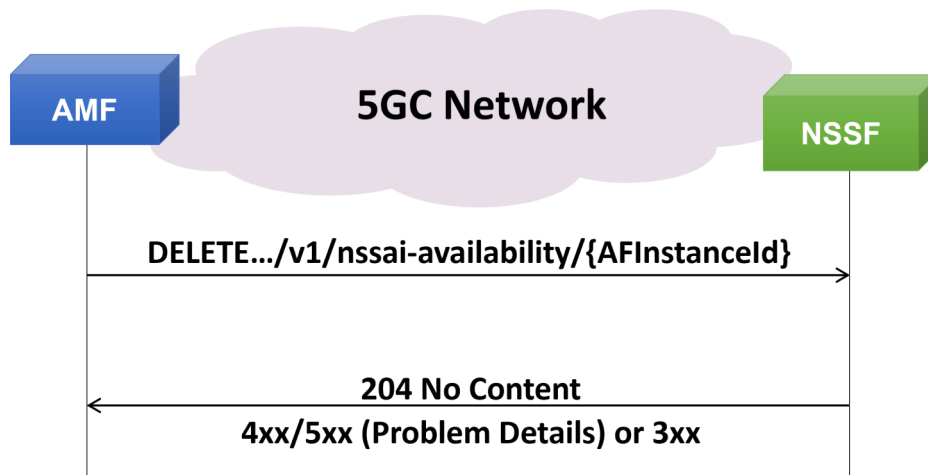 5GC Network
AMF
NSSF
DELETE.../v1/nssai-availability/{AFInstanceId}
204 No Content
4xx/5xx (Problem Details) or 3xx